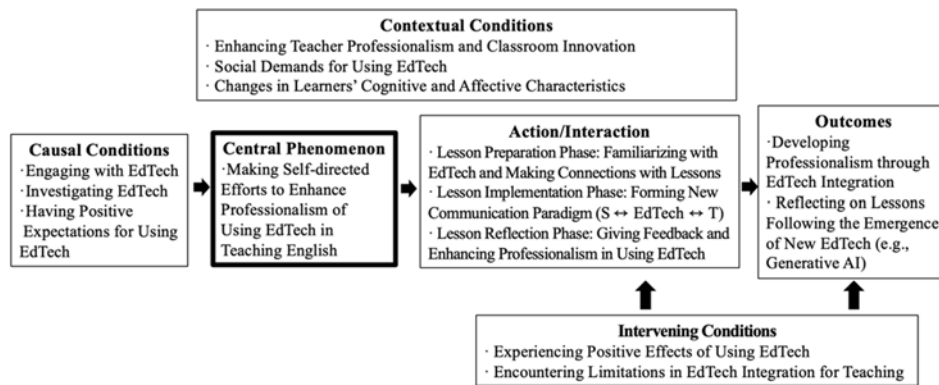 Contextual Conditions
· Enhancing Teacher Professionalism and Classroom Innovation
· Social Demands for Using EdTech
· Changes in Learners' Cognitive and Affective Characteristics
Causal Conditions
·Engaging with EdTech
·Investigating EdTech
·Having Positive
Expectations for Using
EdTech
Central Phenomenon
·Making Self-directed
Efforts to Enhance
Professionalism of
Using EdTech in
Teaching English
Action/Interaction
· Lesson Preparation Phase: Familiarizing with
EdTech and Making Connections with Lessons
· Lesson Implementation Phase: Forming New
Communication Paradigm (S ↔ EdTech ↔ T)
· Lesson Reflection Phase: Giving Feedback and
Enhancing Professionalism in Using EdTech
Outcomes
·Developing
Professionalism through
EdTech Integration
· Reflecting on Lessons
Following the Emergence
of New EdTech (e.g.,
Generative AI)
Intervening Conditions
· Experiencing Positive Effects of Using EdTech
· Encountering Limitations in EdTech Integration for Teaching